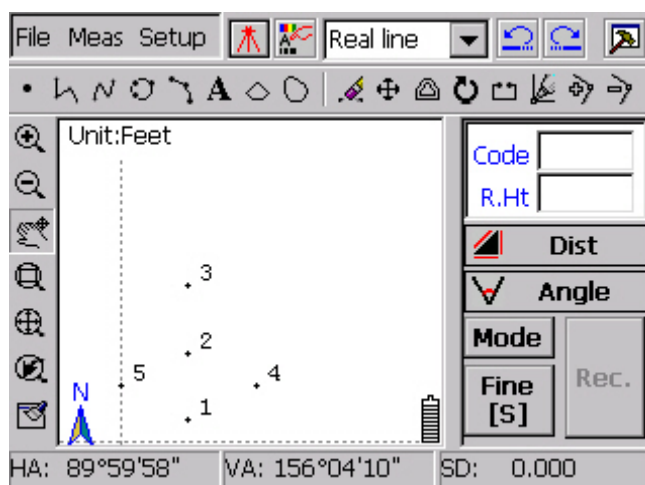 File Meas Setup Real line
A
Unit:Feet
Code
R.Ht
3
Dist
Angle
2
Mode
5
4
Rec.
N
Fine
[S]
1
HA: 89°59'58" VA: 156°04'10" SD: 0.000